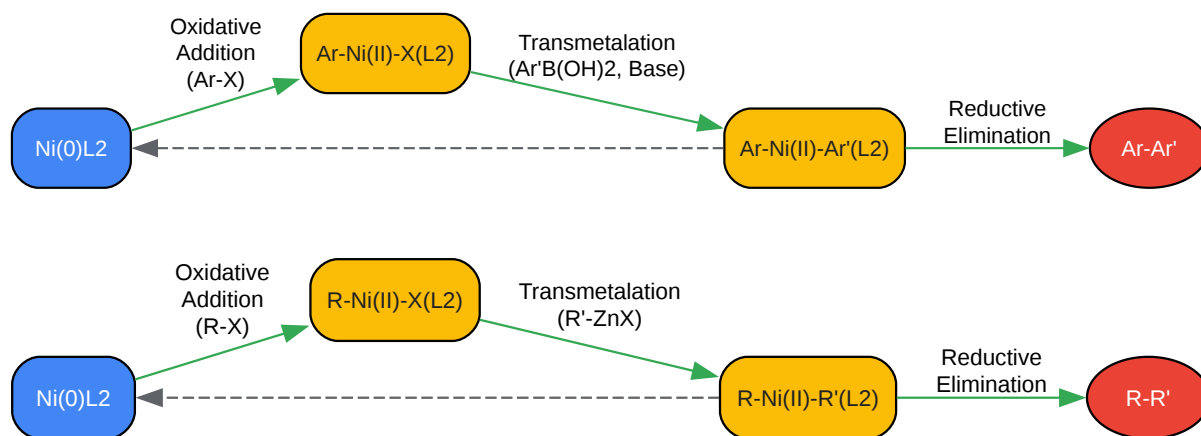 Oxidative
Addition
(Ar-X)
Ar-Ni(II)-X(L2)
Transmetalation
(Ar'B(OH)2, Base)
Ni(0)L2
Ar-Ni(II)-Ar'(L2)
Reductive
Elimination
Ar-Ar'
Oxidative
Addition
(R-X)
R-Ni(II)-X(L2)
Transmetalation
(R'-ZnX)
Ni(0)L2
R-Ni(II)-R'(L2)
Reductive
Elimination
R-R'